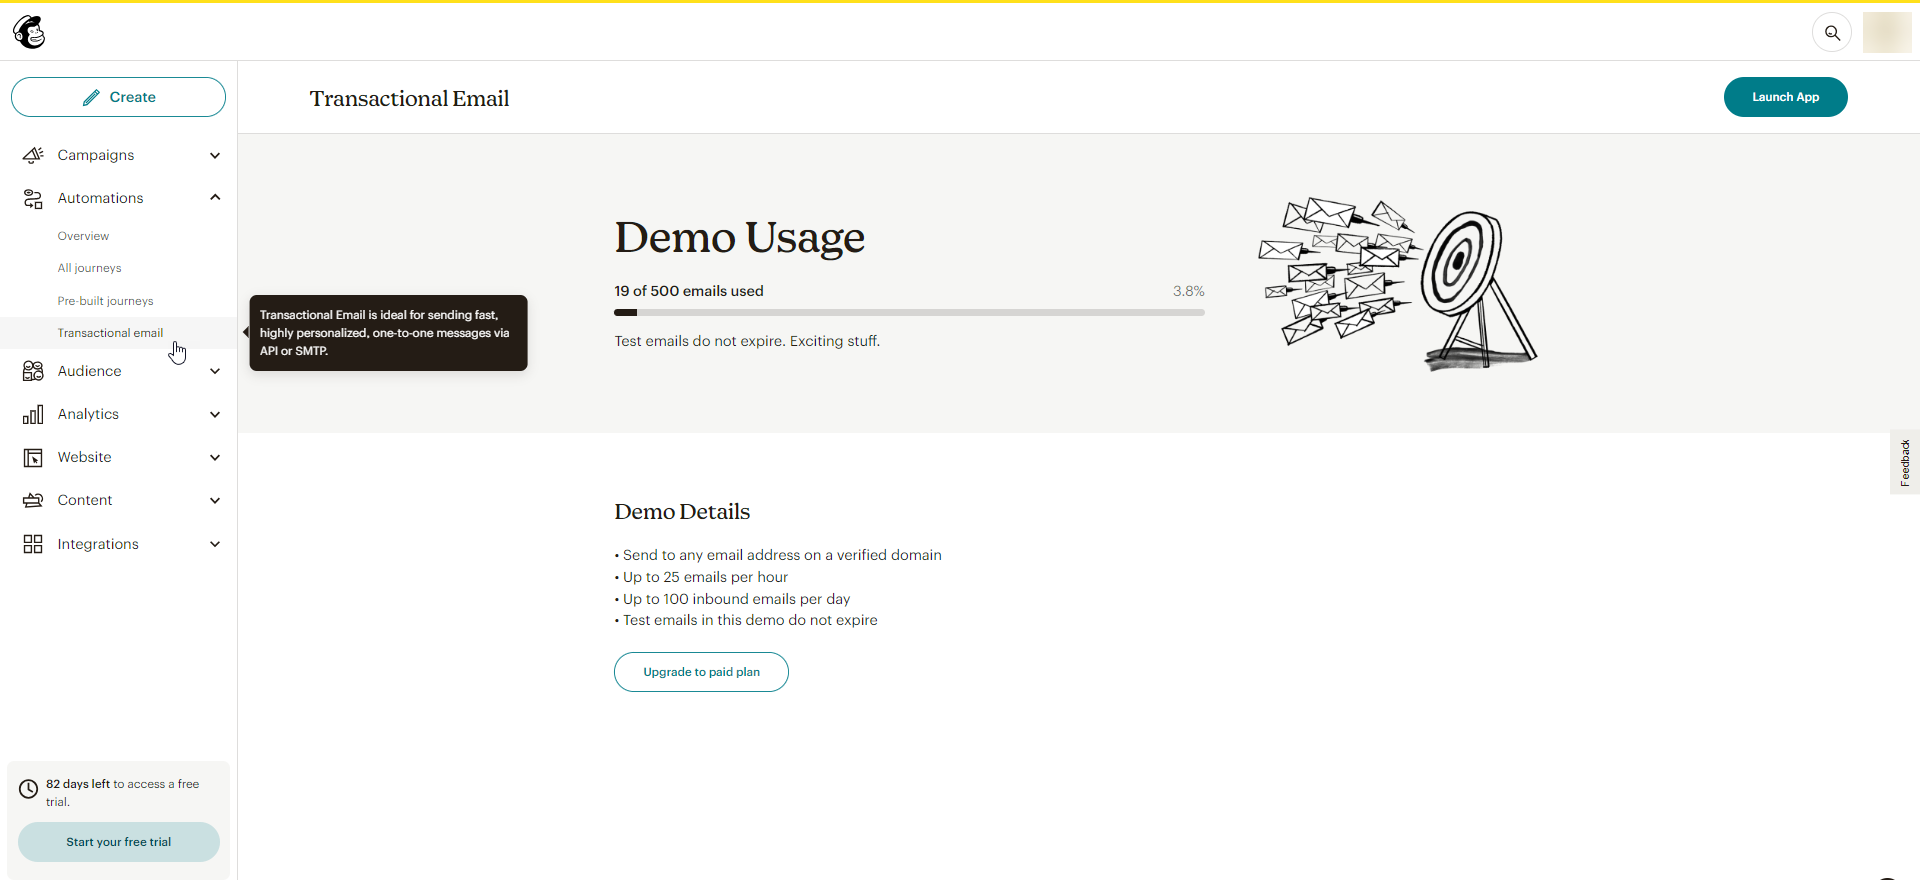 Create
Campaigns
Automations
Overview
All journeys
Pre-built journeys
Transactional email
Audience
Analytics
Website
Content
Integrations
82 days left to access a free
trial.
Start your free trial
Transactional Email
Launch App
Transactional Email is ideal for sending fast,
highly personalized, one-to-one messages via
API or SMTP.
Demo Usage
19 of 500 emails used 3.8%
Test emails do not expire. Exciting stuff.
Demo Details
• Send to any email address on a verified domain
• Up to 25 emails per hour
• Up to 100 inbound emails per day
• Test emails in this demo do not expire
Upgrade to paid plan
Feedback